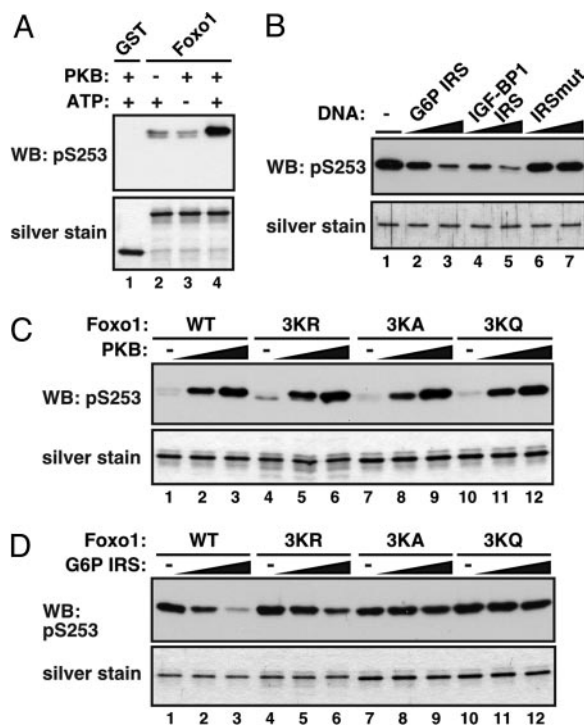 A
GST
Foxo1
PKB: + - + +
ATP: + + - +
WB: pS253
silver stain
1 2 3 4
B
DNA: - G6P IRS IGF-BP1 IRS IRSmut
WB: pS253
silver stain
1 2 3 4 5 6 7
C
Foxo1: WT 3KR 3KA 3KQ
PKB: - - - -
WB: pS253
silver stain
1 2 3 4 5 6 7 8 9 10 11 12
D
Foxo1: WT 3KR 3KA 3KQ
G6P IRS: - - - -
WB:
pS253
silver stain
1 2 3 4 5 6 7 8 9 10 11 12